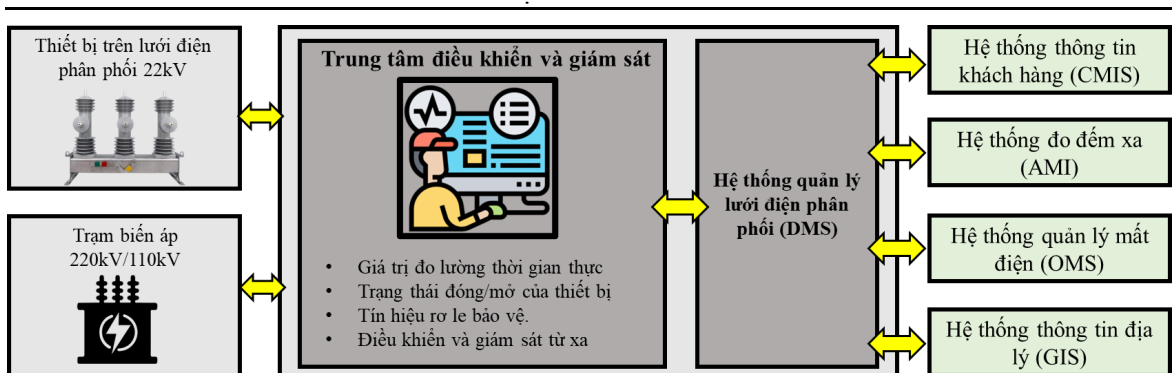 Thiết bị trên lưới điện
phân phối 22kV
Trạm biến áp
220kV/110kV
Trung tâm điều khiển và giám sát
• Giá trị đo lường thời gian thực
• Trạng thái đóng/mở của thiết bị
• Tín hiệu rơ le bảo vệ.
• Điều khiển và giám sát từ xa
Hệ thống quản lý
lưới điện phân
phối (DMS)
Hệ thống thông tin
khách hàng (CMIS)
Hệ thống đo đếm xa
(AMI)
Hệ thống quản lý mất
điện (OMS)
Hệ thống thông tin địa
lý (GIS)